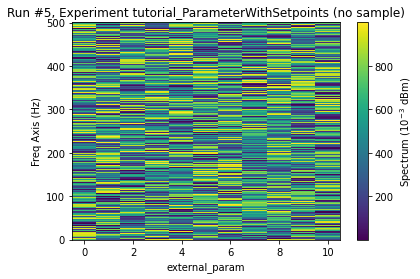 Run #5, Experiment tutorial_ParameterWithSetpoints (no sample)
500
400
300
200
100
0
Freq Axis (Hz)
0 2 4 6 8 10
external_param
800
600
400
200
Spectrum (10⁻³ dBm)